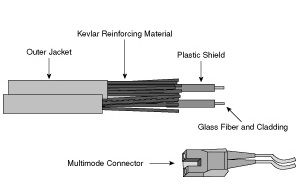 Kevlar Reinforcing Material
Outer Jacket
Plastic Shield
Glass Fiber and Cladding
Multimode Connector